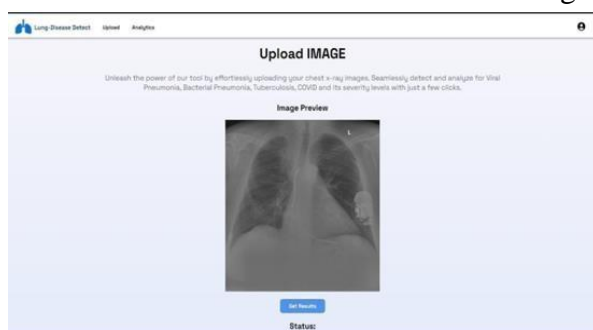 Lung-Disease Detect Upload Analytics
Upload IMAGE
Unleash the power of our tool by effortlessly uploading your chest x-ray images. Seamlessly detect and analyze for Viral
Pneumonia, Bacterial Pneumonia, Tuberculosis, COVID and its severity levels with just a few clicks.
Image Preview
L
Get Results
Status: